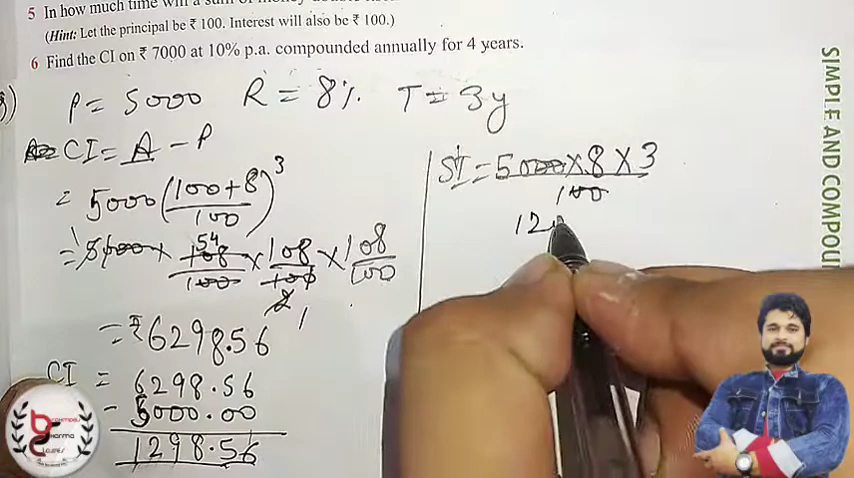 5 In how much time will a sum of money
(Hint: Let the principal be ₹ 100. Interest will also be ₹ 100.)
6 Find the CI on ₹ 7000 at 10% p.a. compounded annually for 4 years.
P = 5000 R = 8%. T = 3y
CI = A - P
= 5000 (100+8/100)³
= 5000 × 108/100 × 108/100 × 108/100
1 54 2 1
= ₹6298.56
CI = 6298.56
- 5000.00
1298.56
SI = 5000×8×3
100
12
SIMPLE AND COMPOU